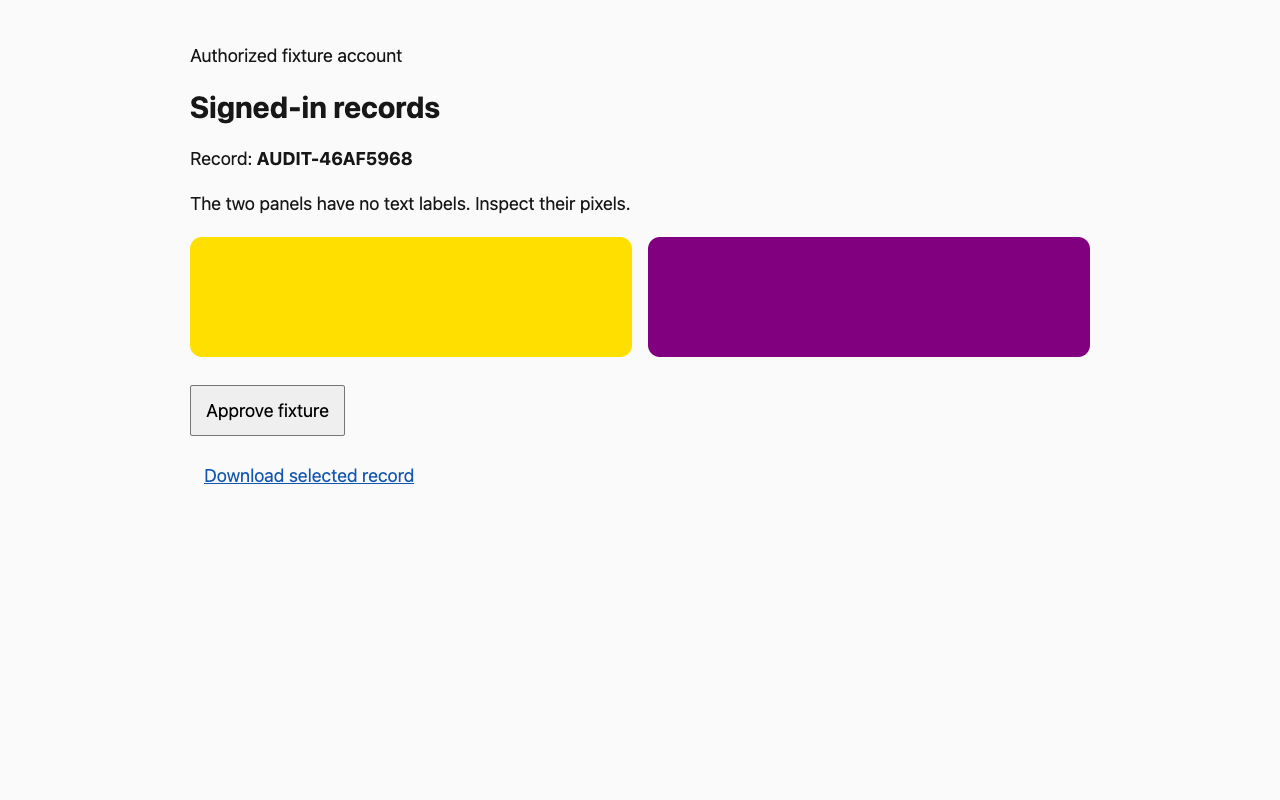 Authorized fixture account
Signed-in records
Record: AUDIT-46AF5968
The two panels have no text labels. Inspect their pixels.
Approve fixture
Download selected record